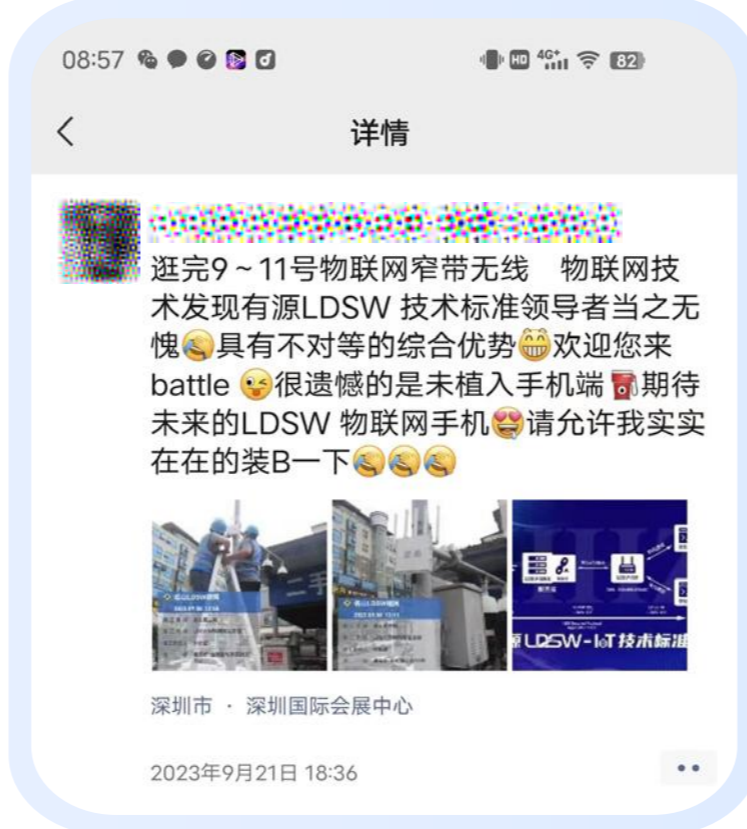 08:57
HD 4G+ 82
详情
逛完9～11号物联网窄带无线 物联网技
术发现有源LDSW 技术标准领导者当之无
愧😂具有不对等的综合优势😁欢迎您来
battle 😜很遗憾的是未植入手机端⛽期待
未来的LDSW 物联网手机😍请允许我实实
在在的装B一下😂😂😂
源LDSW-IoT技术标准
深圳市 · 深圳国际会展中心
2023年9月21日 18:36